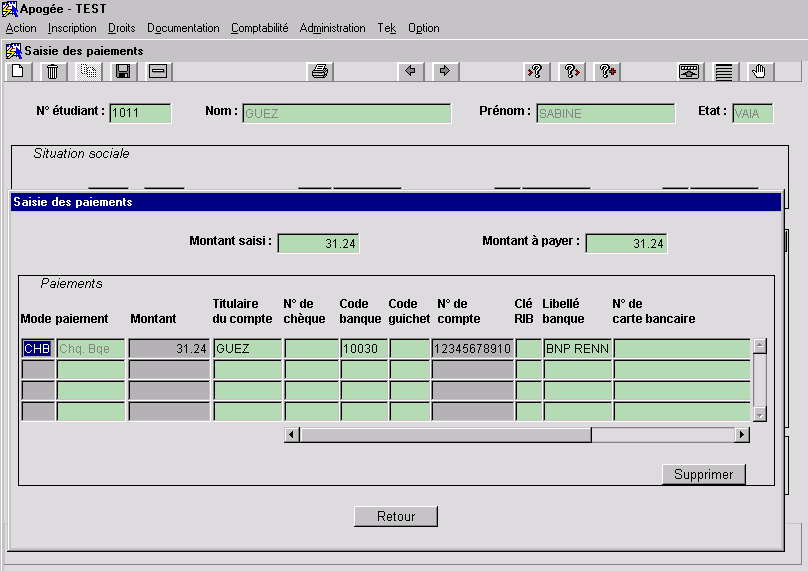 Apogée - TEST
Action Inscription Droits Documentation Comptabilité Administration Tek Option
Saisie des paiements
N° étudiant : 1011 Nom : GUEZ Prénom : SABINE Etat : VAIA
Situation sociale
Saisie des paiements
Montant saisi : 31.24 Montant à payer : 31.24
Paiements
Titulaire N° de Code Code N° de Clé Libellé N° de
Mode paiement Montant du compte chèque banque guichet compte RIB banque carte bancaire
CHB Chq. Bqe 31.24 GUEZ 10030 12345678910 BNP RENN
Supprimer
Retour